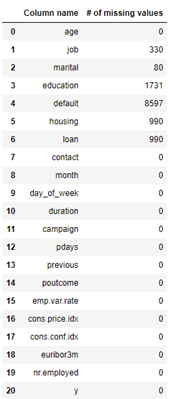 Column name # of missing values
0 age 0
1 job 330
2 marital 80
3 education 1731
4 default 8597
5 housing 990
6 loan 990
7 contact 0
8 month 0
9 day_of_week 0
10 duration 0
11 campaign 0
12 pdays 0
13 previous 0
14 poutcome 0
15 emp.var.rate 0
16 cons.price.idx 0
17 cons.conf.idx 0
18 euribor3m 0
19 nr.employed 0
20 y 0